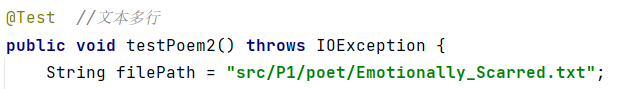 @Test  //文本多行
public void testPoem2() throws IOException {
    String filePath = "src/P1/poet/Emotionally_Scarred.txt";